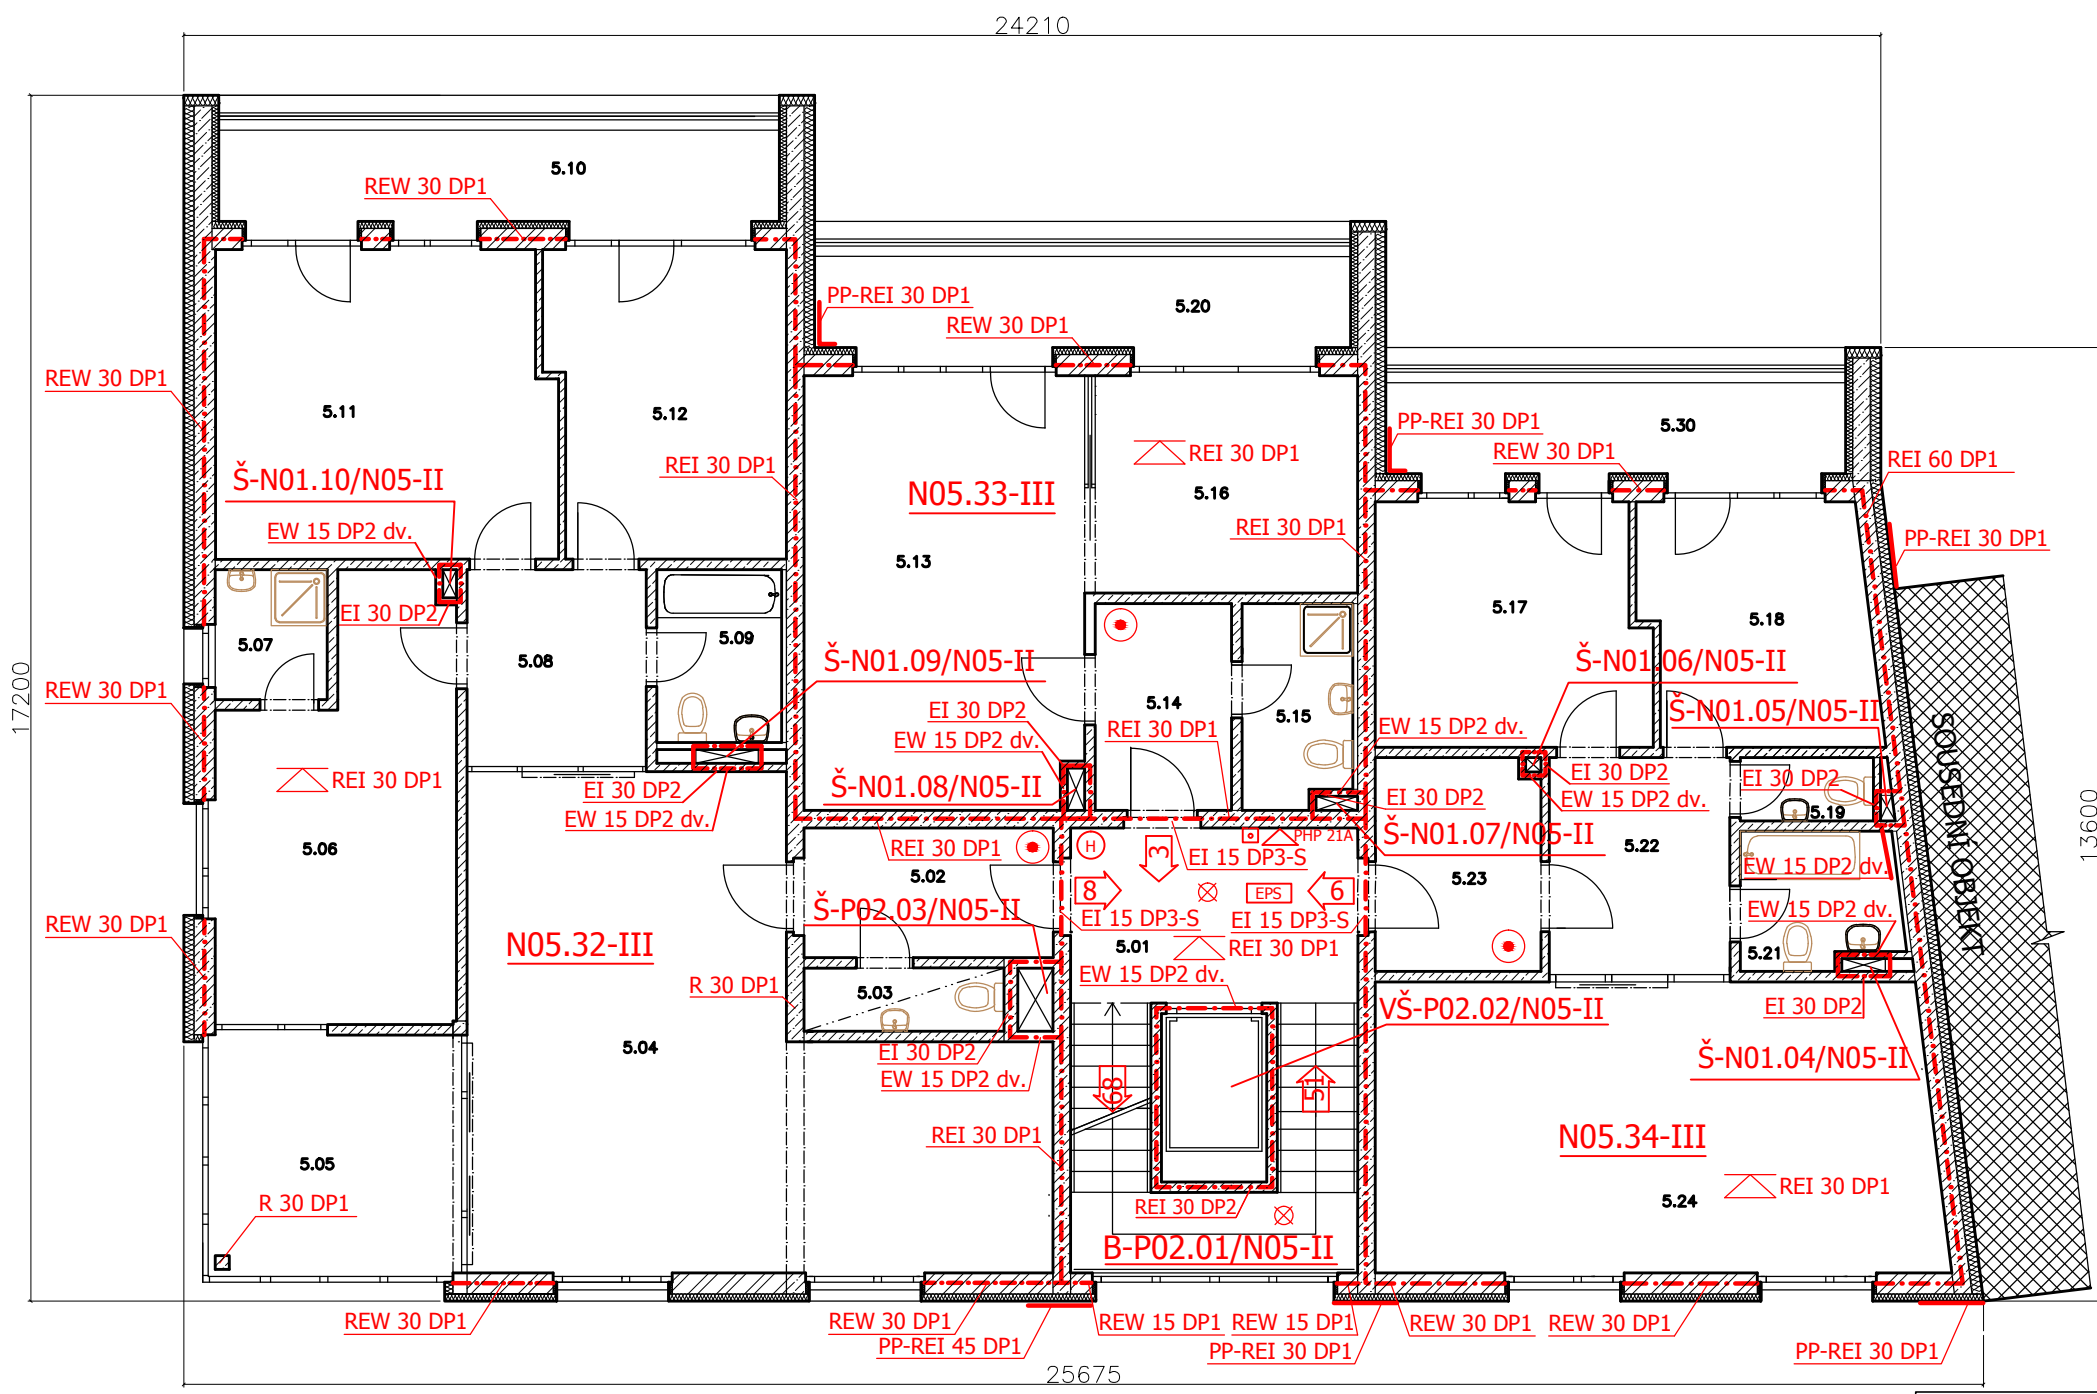 24210
5.10
REW 30 DP1
PP-REI 30 DP1
5.20
REW 30 DP1
REW 30 DP1
5.11
5.12
PP-REI 30 DP1
5.30
REI 30 DP1
REI 30 DP1
REW 30 DP1
REI 60 DP1
Š-N01.10/N05-II
N05.33-III
5.16
EW 15 DP2 dv.
REI 30 DP1
PP-REI 30 DP1
5.13
EI 30 DP2
5.17
5.18
5.07
5.08
5.09
Š-N01.09/N05-II
Š-N01.06/N05-II
17200
REW 30 DP1
EI 30 DP2
5.14
5.15
Š-N01.05/N05-II
SOUSEDNÍ OBJEKT
REI 30 DP1
EW 15 DP2 dv.
EW 15 DP2 dv.
REI 30 DP1
Š-N01.08/N05-II
EI 30 DP2
EI 30 DP2
EI 30 DP2
EI 30 DP2
EW 15 DP2 dv.
EW 15 DP2 dv.
5.19
13600
5.06
REI 30 DP1
H
3
PHP 21A
Š-N01.07/N05-II
EI 15 DP3-S
5.22
EW 15 DP2 dv.
5.02
8
EPS
6
5.23
Š-P02.03/N05-II
EI 15 DP3-S
EI 15 DP3-S
EW 15 DP2 dv.
REW 30 DP1
N05.32-III
5.01
REI 30 DP1
5.21
R 30 DP1
5.03
EW 15 DP2 dv.
VŠ-P02.02/N05-II
EI 30 DP2
5.04
EI 30 DP2
EW 15 DP2 dv.
Š-N01.04/N05-II
68
51
REI 30 DP1
N05.34-III
5.05
R 30 DP1
REI 30 DP2
5.24
REI 30 DP1
B-P02.01/N05-II
REW 30 DP1
REW 30 DP1
REW 15 DP1
REW 15 DP1
REW 30 DP1
REW 30 DP1
PP-REI 45 DP1
PP-REI 30 DP1
PP-REI 30 DP1
25675